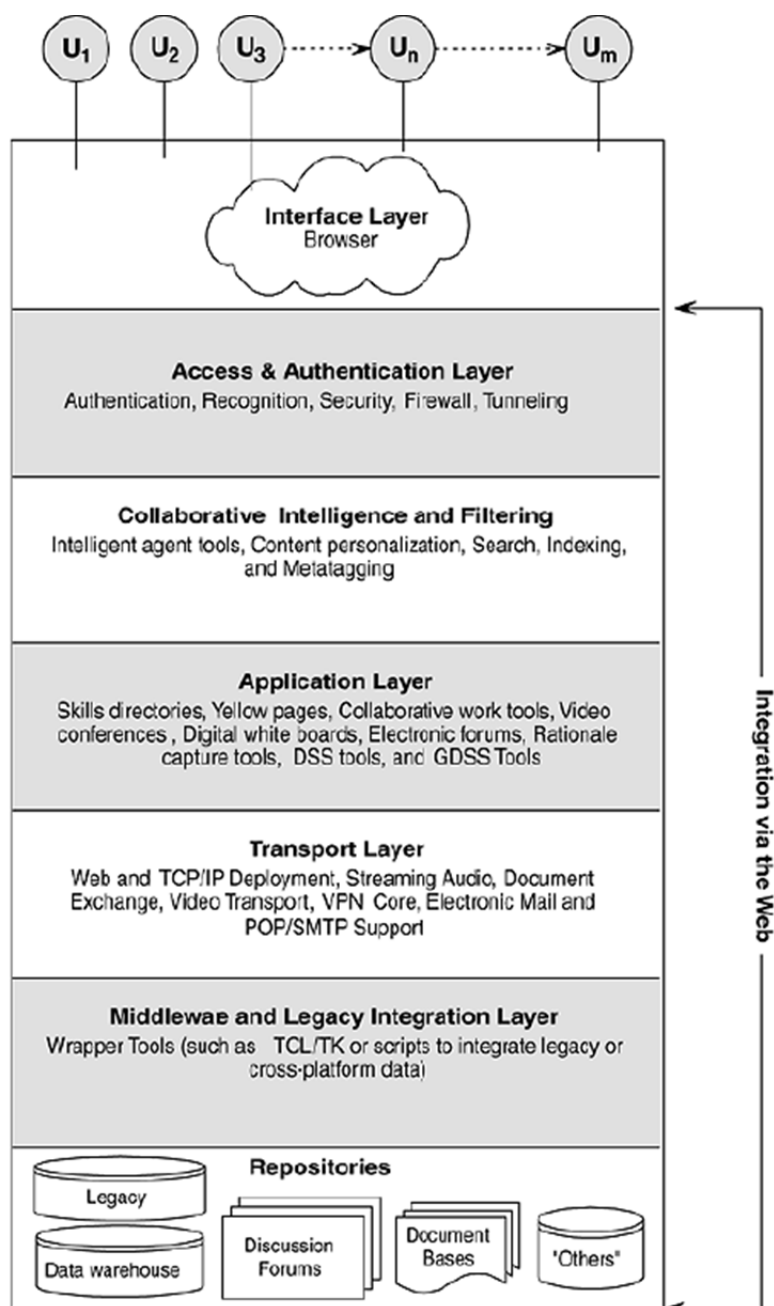 U1 U2 U3 Un Um
Interface Layer
Browser
Access & Authentication Layer
Authentication, Recognition, Security, Firewall, Tunneling
Collaborative Intelligence and Filtering
Intelligent agent tools, Content personalization, Search, Indexing,
and Metatagging
Application Layer
Skills directories, Yellow pages, Collaborative work tools, Video
conferences , Digital white boards, Electronic forums, Rationale
capture tools, DSS tools, and GDSS Tools
Transport Layer
Web and TCP/IP Deployment, Streaming Audio, Document
Exchange, Video Transport, VPN Core, Electronic Mail and
POP/SMTP Support
Middlewae and Legacy Integration Layer
Wrapper Tools (such as TCL/TK or scripts to integrate legacy or
cross-platform data)
Repositories
Legacy
Data warehouse
Discussion
Forums
Document
Bases
"Others"
Integration via the Web